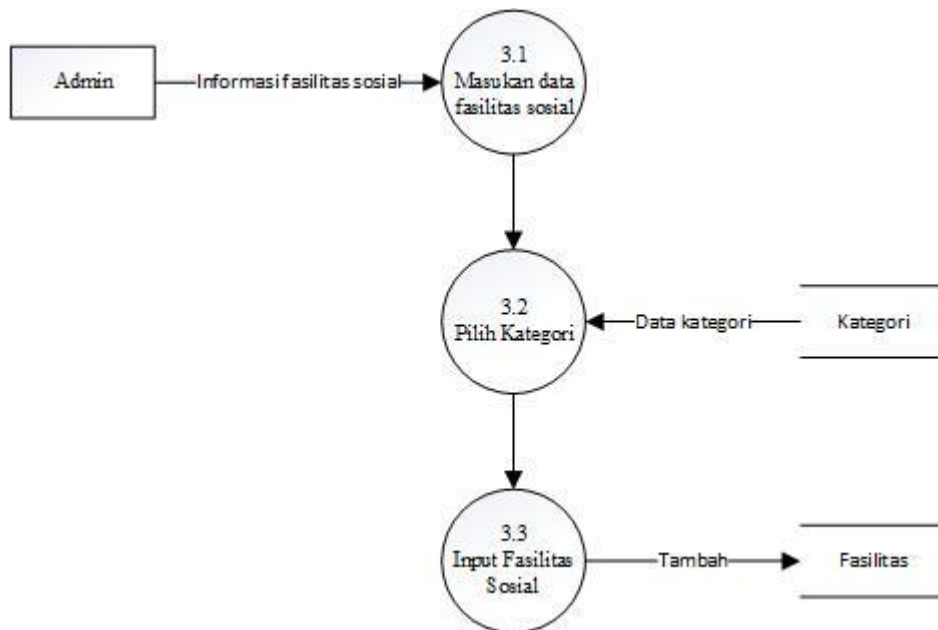 Admin
Informasi fasilitas sosial
3.1
Masukan data
fasilitas sosial
3.2
Pilih Kategori
Data kategori
Kategori
3.3
Input Fasilitas
Sosial
Tambah
Fasilitas